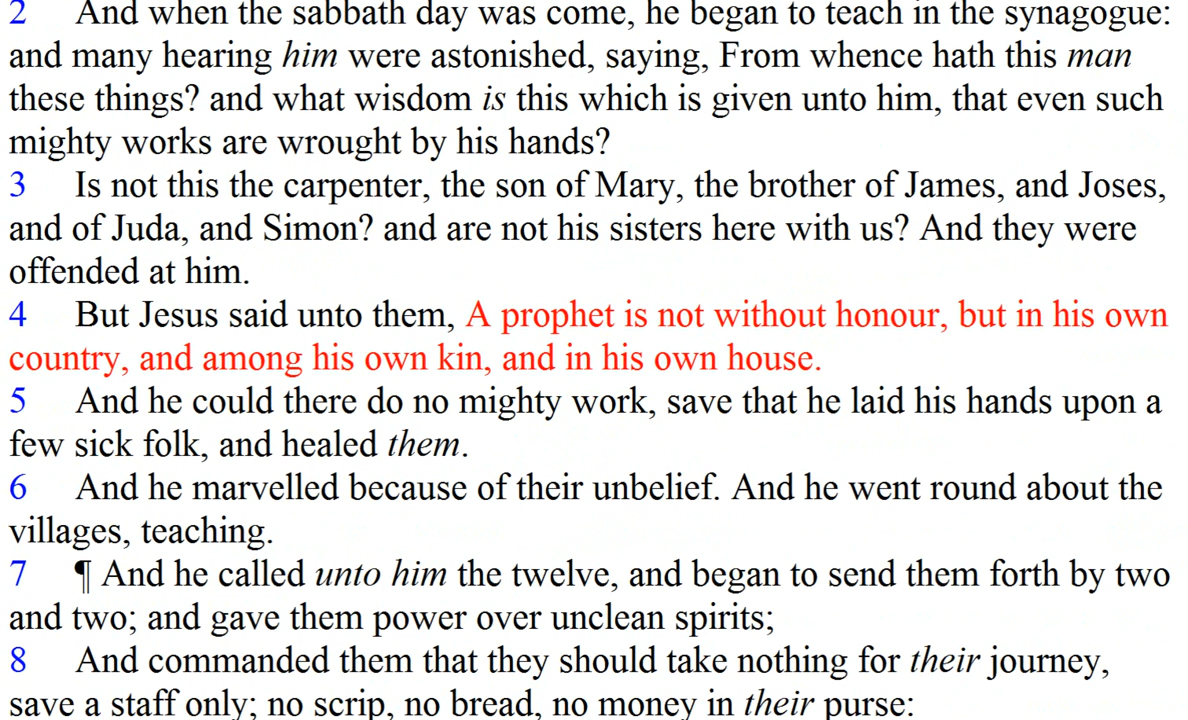 2 And when the sabbath day was come, he began to teach in the synagogue:
and many hearing him were astonished, saying, From whence hath this man
these things? and what wisdom is this which is given unto him, that even such
mighty works are wrought by his hands?
3 Is not this the carpenter, the son of Mary, the brother of James, and Joses,
and of Juda, and Simon? and are not his sisters here with us? And they were
offended at him.
4 But Jesus said unto them, A prophet is not without honour, but in his own
country, and among his own kin, and in his own house.
5 And he could there do no mighty work, save that he laid his hands upon a
few sick folk, and healed them.
6 And he marvelled because of their unbelief. And he went round about the
villages, teaching.
7 ¶ And he called unto him the twelve, and began to send them forth by two
and two; and gave them power over unclean spirits;
8 And commanded them that they should take nothing for their journey,
save a staff only; no scrip, no bread, no money in their purse: